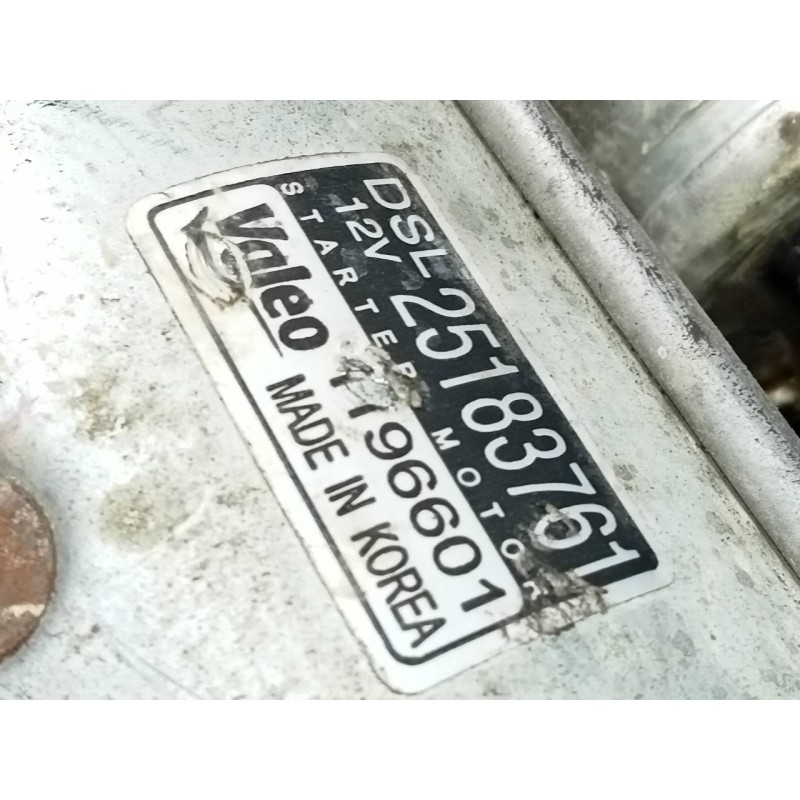 DSL 25183761
12V
STARTER MOTOR
Valeo 1196601
MADE IN KOREA